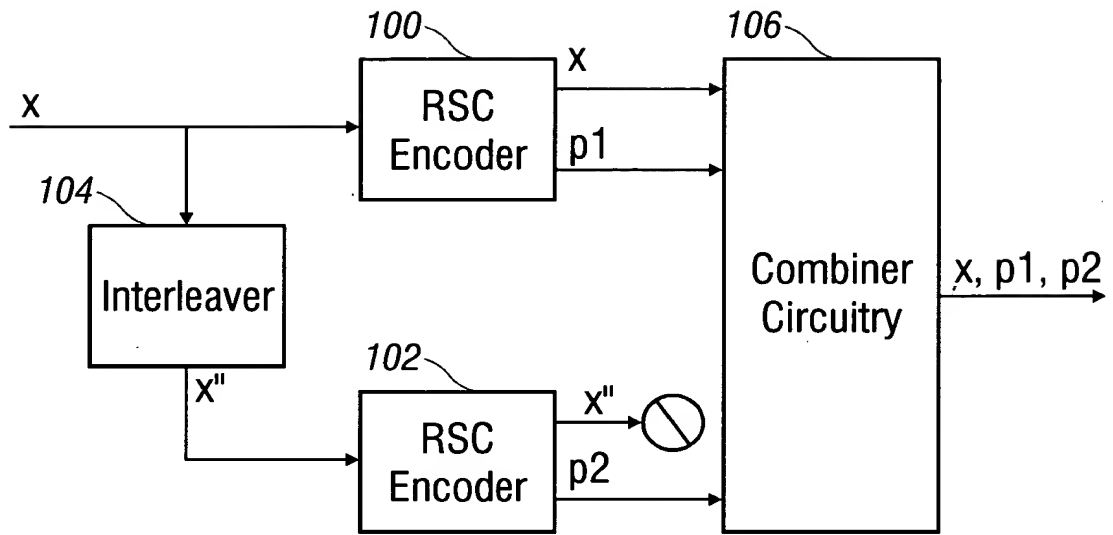 100
106
x
RSC
Encoder
x
p1
104
Interleaver
x"
Combiner
Circuitry
x, p1, p2
102
RSC
Encoder
x"
p2